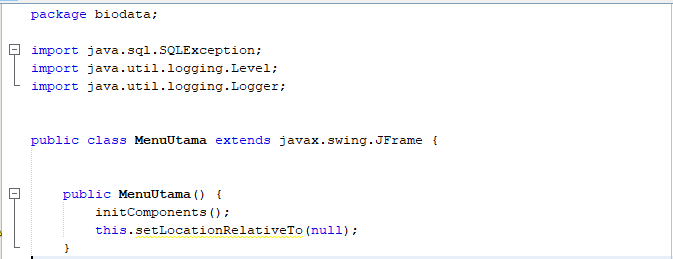 package biodata;
import java.sql.SQLException;
import java.util.logging.Level;
import java.util.logging.Logger;
public class MenuUtama extends javax.swing.JFrame {
public MenuUtama() {
initComponents();
this.setLocationRelativeTo(null);
}